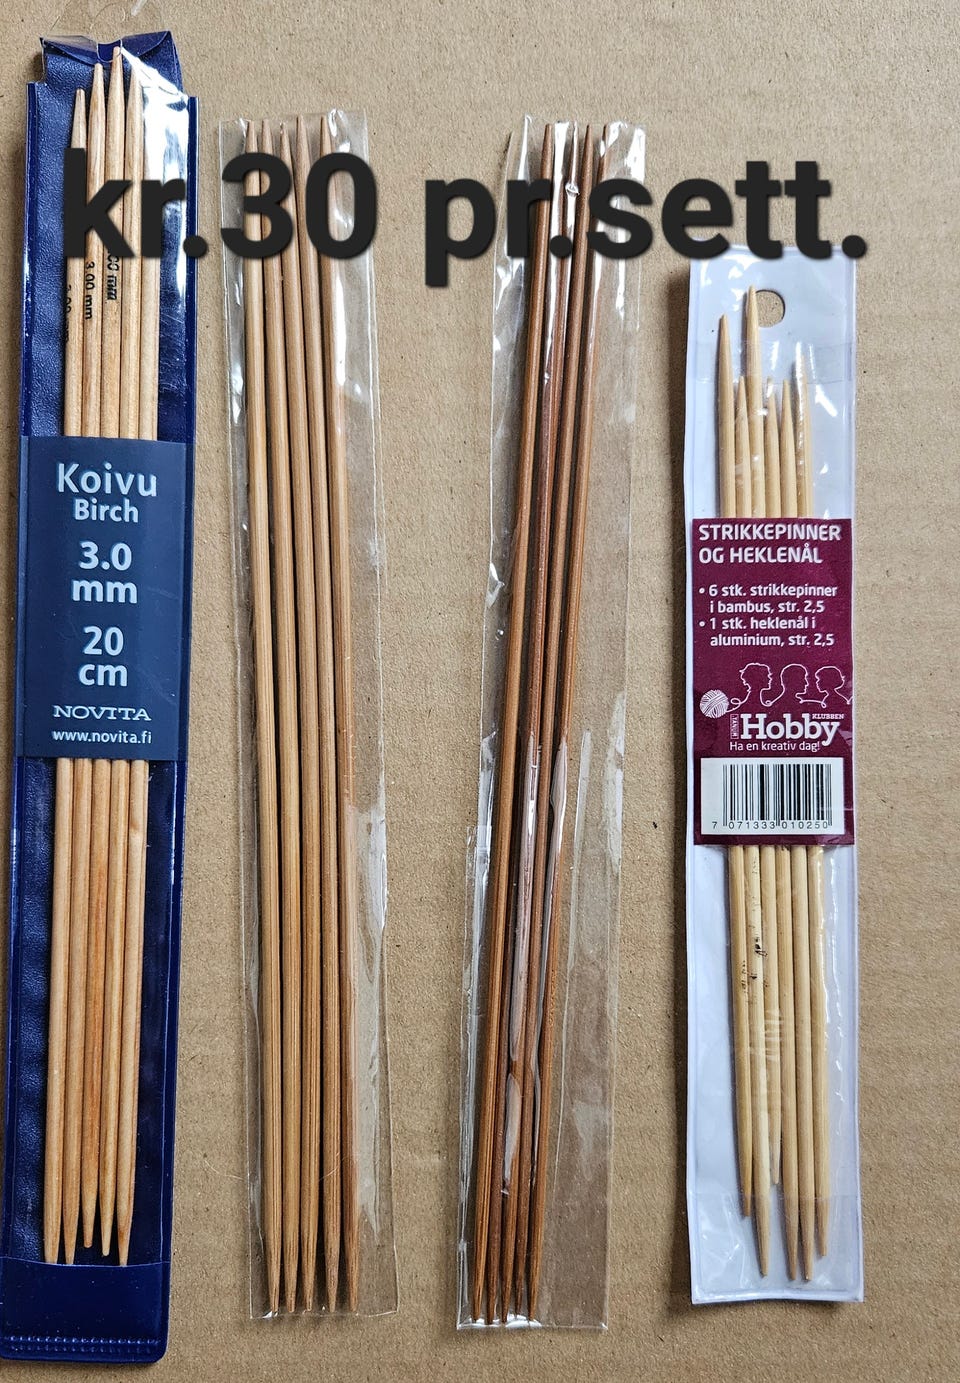 kr.30 pr.sett.
3.00 mm
Koivu
Birch
3.0
mm
20
cm
NOVITA
www.novita.fi
STRIKKEPINNER
OG HEKLENÅL
• 6 stk. strikkepinner
i bambus, str. 2,5
• 1 stk. heklenål i
aluminium, str. 2,5
TANUM Hobby KLUBBEN
Ha en kreativ dag!
7 071333 010250